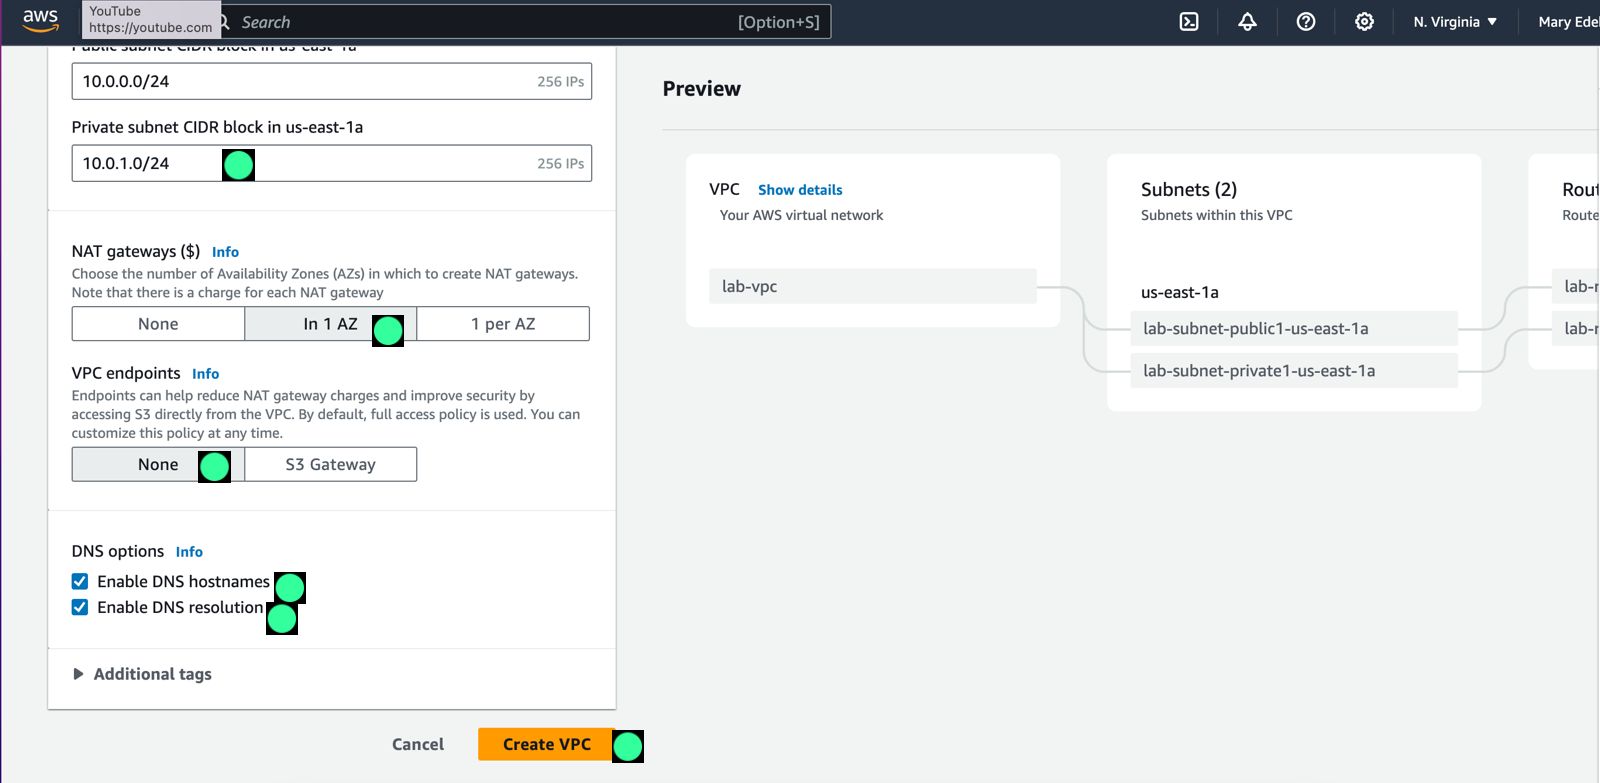 aws
YouTube
https://youtube.com
Search
[Option+S]
N. Virginia
Mary Edel
Public subnet CIDR block in us-east-1a
10.0.0.0/24
256 IPs
Private subnet CIDR block in us-east-1a
10.0.1.0/24
256 IPs
NAT gateways ($) Info
Choose the number of Availability Zones (AZs) in which to create NAT gateways.
Note that there is a charge for each NAT gateway
None
In 1 AZ
1 per AZ
VPC endpoints Info
Endpoints can help reduce NAT gateway charges and improve security by
accessing S3 directly from the VPC. By default, full access policy is used. You can
customize this policy at any time.
None
S3 Gateway
DNS options Info
Enable DNS hostnames
Enable DNS resolution
Additional tags
Cancel
Create VPC
Preview
VPC Show details
Your AWS virtual network
lab-vpc
Subnets (2)
Subnets within this VPC
us-east-1a
lab-subnet-public1-us-east-1a
lab-subnet-private1-us-east-1a
Rout
Route
lab-r
lab-r